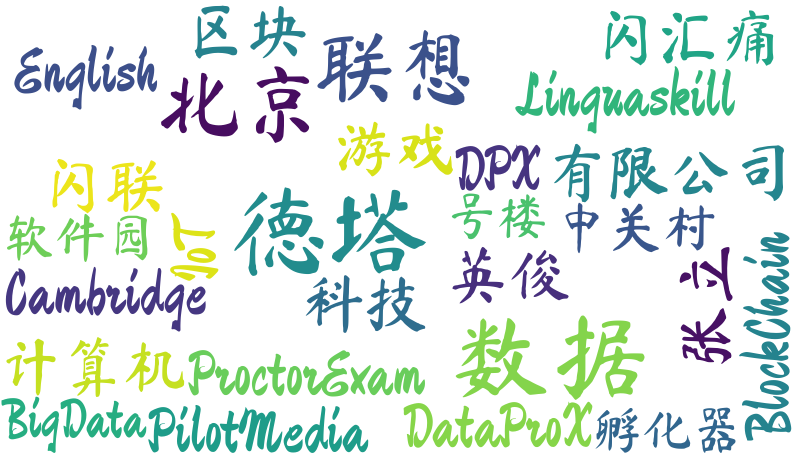 区块
闪汇痛
English
联想
北京
Linguaskill
游戏
DPX
有限公司
闪联
德塔
号楼
中关村
软件园
IoT
英俊
张立
Cambridge
科技
BlockChain
计算机
ProctorExam
数据
BigData
PilotMedia
DataProX
孵化器